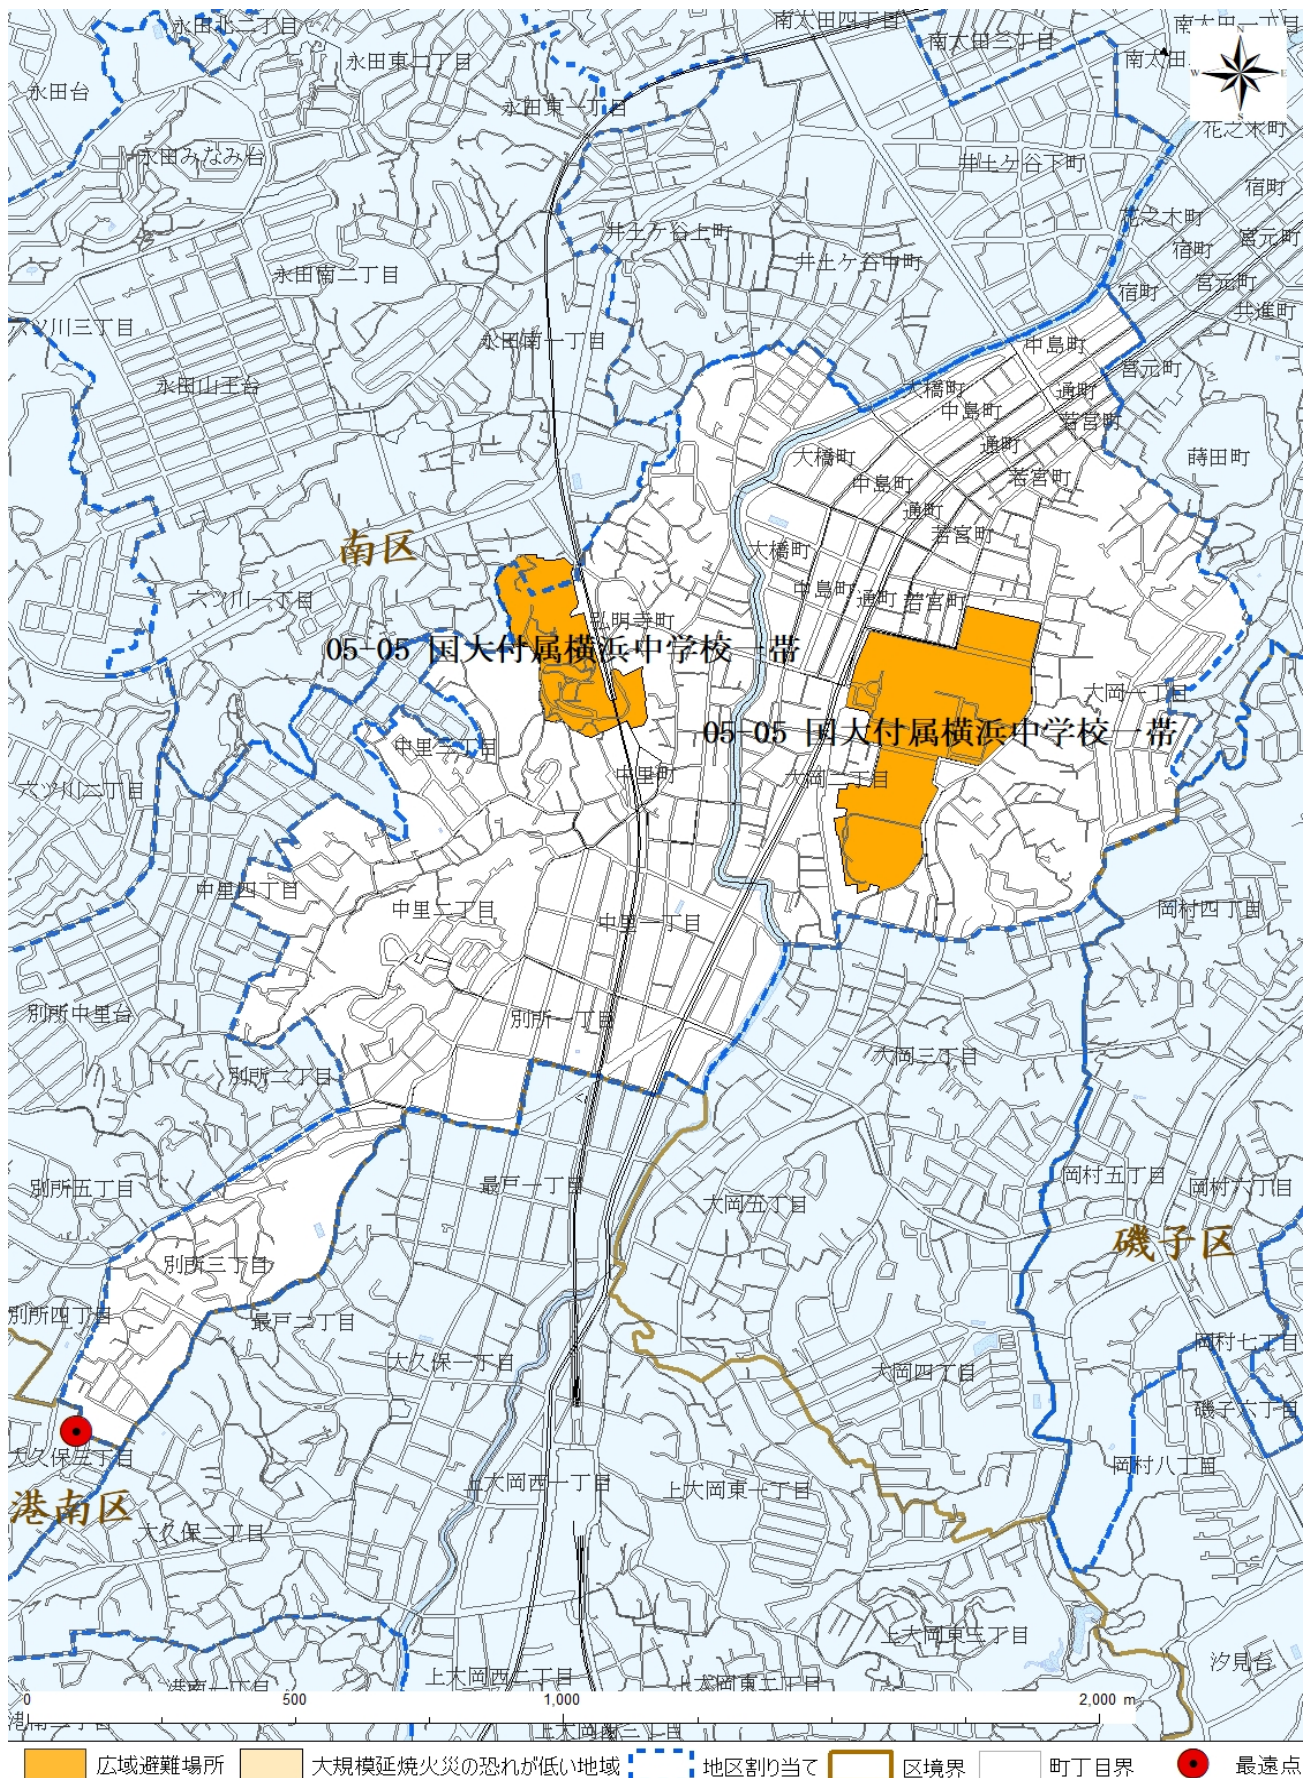 永田北二丁目
南太田四丁目
南太田三丁目
永田東二丁目
永田台
永田東一丁目
N
W
E
S
花之木町
永田みなみ台
井土ケ谷下町
宿町
花之木町
井土ケ谷上町
宿町
宮元町
永田南二丁目
井土ケ谷中町
宿町
宮元町
六ツ川三丁目
共進町
永田南一丁目
中島町
宮元町
永田山王台
大橋町
通町
中島町
若宮町
通町
大橋町
蒔田町
中島町
若宮町
通町
南区
大橋町
若宮町
中島町
通町
若宮町
六ツ川一丁目
弘明寺町
05-05 国大付属横浜中学校一帯
大岡一丁目
05-05 国大付属横浜中学校一帯
中里三丁目
中里町
大岡二丁目
六ツ川二丁目
中里四丁目
中里二丁目
中里一丁目
岡村四丁目
別所中里台
別所一丁目
大岡三丁目
別所二丁目
別所五丁目
最戸一丁目
大岡五丁目
岡村五丁目
岡村六丁目
磯子区
別所三丁目
別所四丁目
最戸二丁目
岡村七丁目
大久保一丁目
大岡四丁目
磯子六丁目
大久保三丁目
岡村八丁目
上大岡西一丁目
上大岡東一丁目
港南区
大久保二丁目
上大岡東三丁目
汐見台
上大岡西二丁目
上大岡東二丁目
港南一丁目
0
500
1,000
2,000 m
広域避難場所 大規模延焼火災の恐れが低い地域 地区割り当て 区境界 町丁目界 最遠点